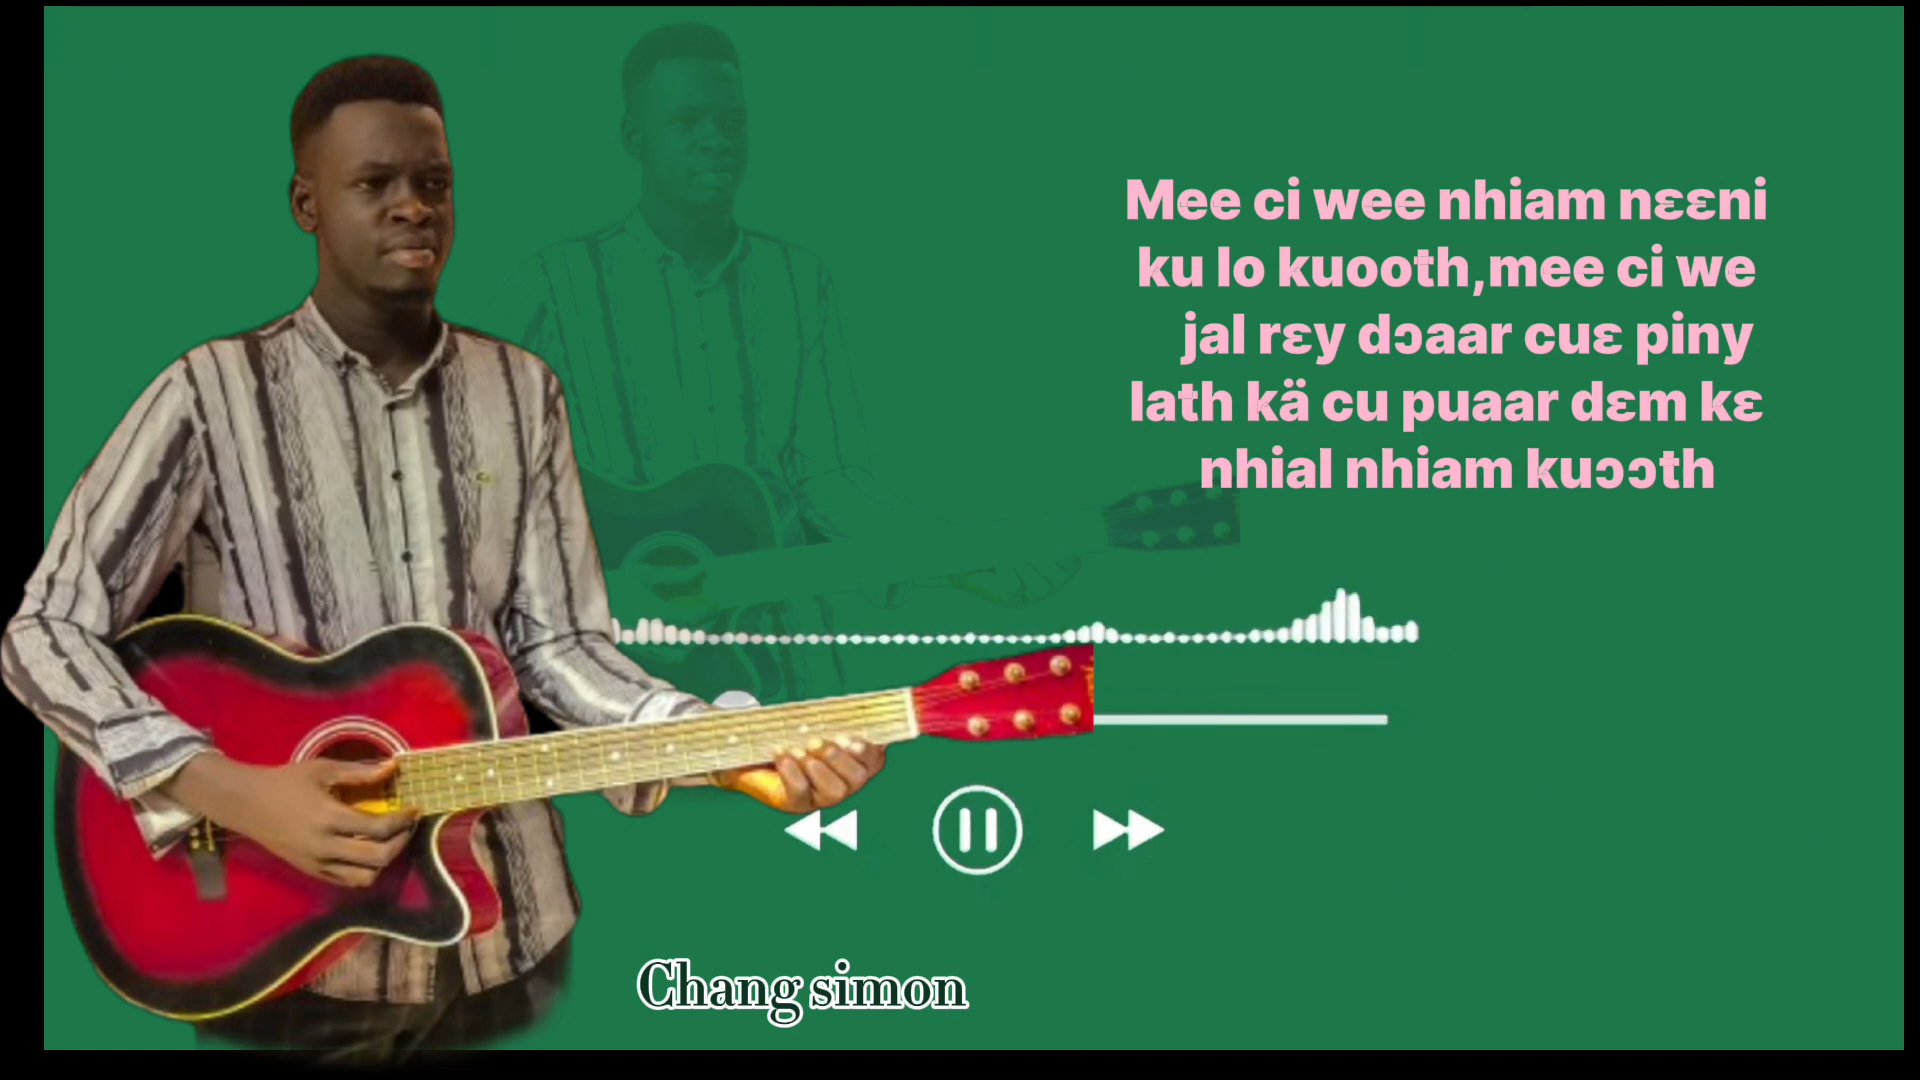 Mee ci wee nhiam nɛɛni
ku lo kuooth,mee ci we
jal rɛy dɔaar cuɛ piny
lath kä cu puaar dɛm kɛ
nhial nhiam kuɔɔth
Chang simon